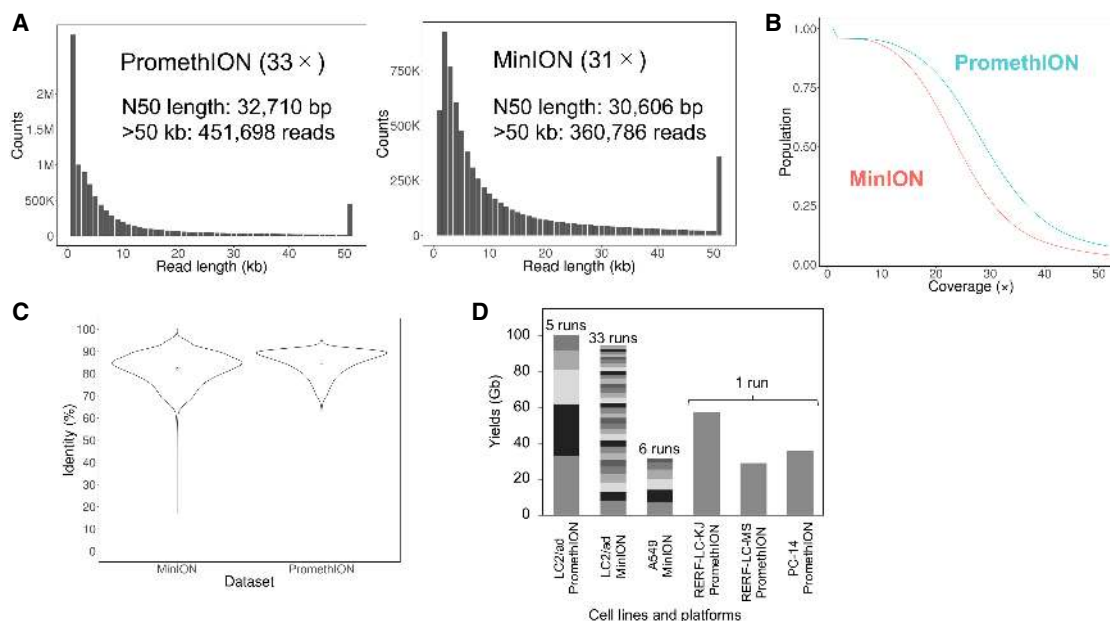 A
PromethION (33 ×)
N50 length: 32,710 bp
>50 kb: 451,698 reads
Counts
2M
1M
500K
0
0 10 20 30 40 50
Read length (kb)
MinION (31 ×)
N50 length: 30,606 bp
>50 kb: 360,786 reads
Counts
750K
500K
250K
0
0 10 20 30 40 50
Read length (kb)
B
PromethION
MinION
Population
1.00
0.75
0.50
0.25
0.00
0 10 20 30 40 50
Coverage (×)
C
Identity (%)
100
90
80
70
60
50
40
30
20
10
0
MinION PromethION
Dataset
D
5 runs
33 runs
6 runs
1 run
Yields (Gb)
100
80
60
40
20
0
LC2/ad
PromethION
LC2/ad
MinION
A549
MinION
RERF-LC-KJ
PromethION
RERF-LC-MS
PromethION
PC-14
PromethION
Cell lines and platforms